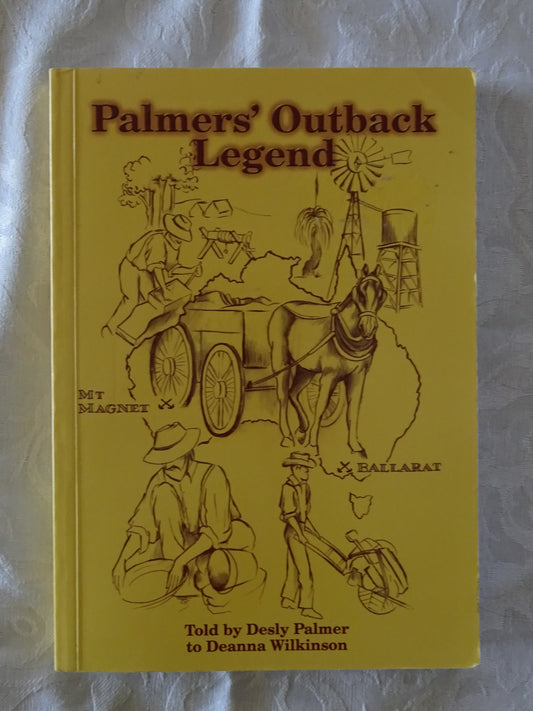 Palmers' Outback
Legend
MT
MAGNET
BALLARAT
Told by Desly Palmer
to Deanna Wilkinson